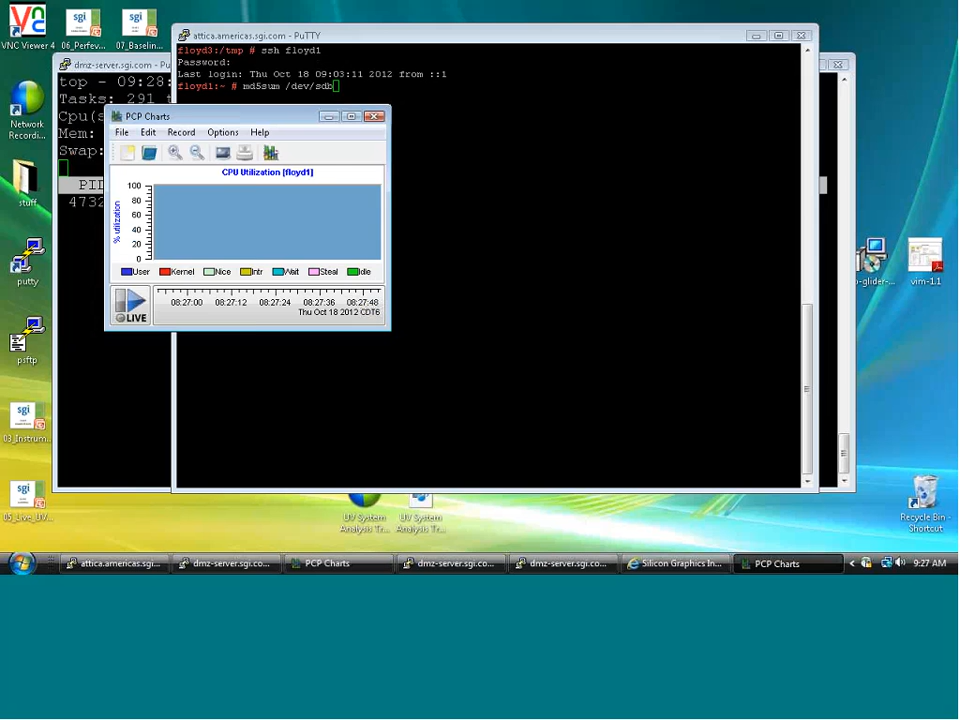 VNC Viewer 4
sgi
06_Perfev...
sgi
07_Baselin...
Network
Recordi...
stuff
putty
psftp
sgi
03_Instrum...
sgi
05_Live_UV...
dmz-server.sgi.com - Pu
top - 09:28:
Tasks: 291 t
Cpu(s
Mem:
Swap:
PID
4732
attica.americas.sgi.com - PuTTY
floyd3:/tmp # ssh floyd1
Password:
Last login: Thu Oct 18 09:03:11 2012 from ::1
floyd1:~ # md5sum /dev/sdb
PCP Charts
File Edit Record Options Help
CPU Utilization [floyd1]
% utilization
100
80
60
40
20
0
User Kernel Nice Intr Wait Steal Idle
LIVE
08:27:00 08:27:12 08:27:24 08:27:36 08:27:48
Thu Oct 18 2012 CDT6
-glider-...
vim-1.1
UV System
Analysis Tr...
UV System
Analysis Tr...
Recycle Bin -
Shortcut
attica.americas.sgi...
dmz-server.sgi.co...
PCP Charts
dmz-server.sgi.co...
dmz-server.sgi.co...
Silicon Graphics In...
PCP Charts
9:27 AM